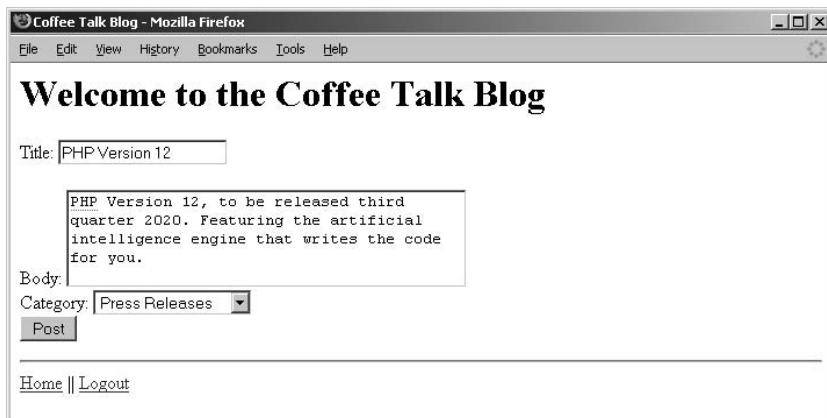 Coffee Talk Blog - Mozilla Firefox
File Edit View History Bookmarks Tools Help
Welcome to the Coffee Talk Blog
Title: PHP Version 12
PHP Version 12, to be released third
quarter 2020. Featuring the artificial
intelligence engine that writes the code
for you.
Body:
Category: Press Releases
Post
Home || Logout